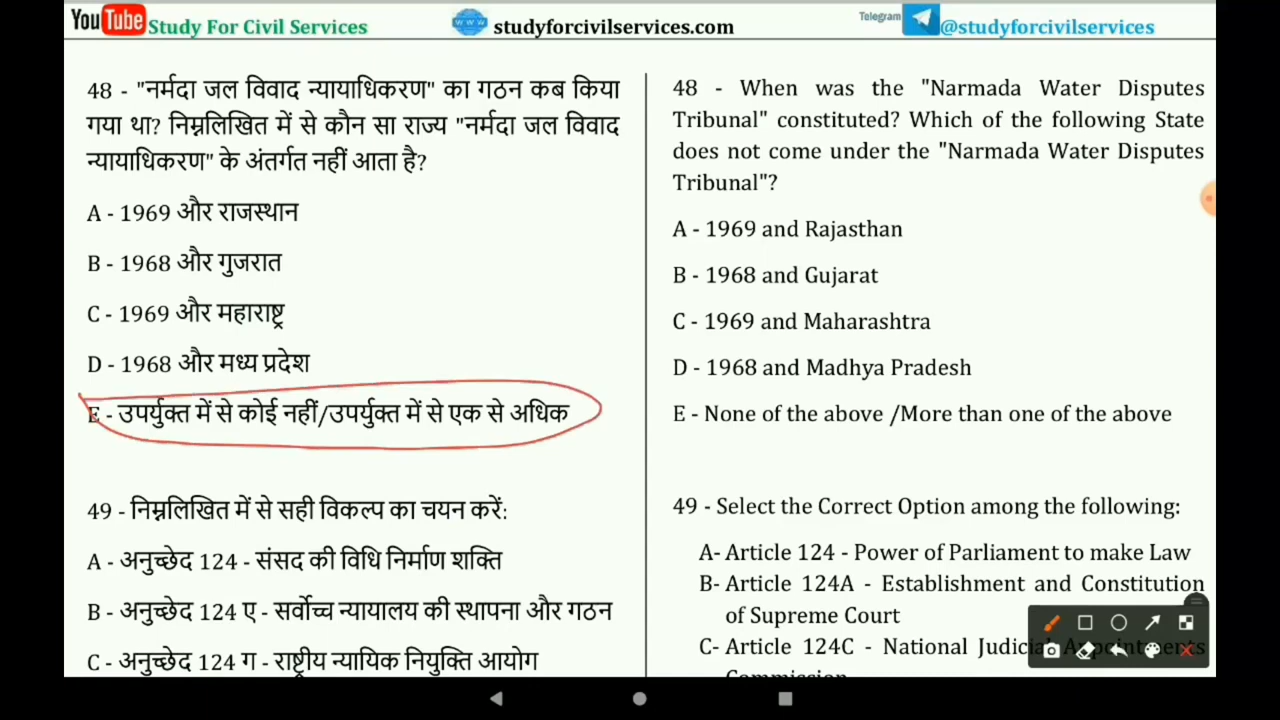 YouTube Study For Civil Services
www studyforcivilservices.com
Telegram @studyforcivilservices
48 - "नर्मदा जल विवाद न्यायाधिकरण" का गठन कब किया
गया था? निम्नलिखित में से कौन सा राज्य "नर्मदा जल विवाद
न्यायाधिकरण" के अंतर्गत नहीं आता है?
A - 1969 और राजस्थान
B - 1968 और गुजरात
C - 1969 और महाराष्ट्र
D - 1968 और मध्य प्रदेश
E - उपर्युक्त में से कोई नहीं/उपर्युक्त में से एक से अधिक
49 - निम्नलिखित में से सही विकल्प का चयन करें:
A - अनुच्छेद 124 - संसद की विधि निर्माण शक्ति
B - अनुच्छेद 124 ए - सर्वोच्च न्यायालय की स्थापना और गठन
C - अनुच्छेद 124 ग - राष्ट्रीय न्यायिक नियुक्ति आयोग
48 - When was the "Narmada Water Disputes
Tribunal" constituted? Which of the following State
does not come under the "Narmada Water Disputes
Tribunal"?
A - 1969 and Rajasthan
B - 1968 and Gujarat
C - 1969 and Maharashtra
D - 1968 and Madhya Pradesh
E - None of the above /More than one of the above
49 - Select the Correct Option among the following:
A- Article 124 - Power of Parliament to make Law
B- Article 124A - Establishment and Constitution
of Supreme Court
C- Article 124C - National Judicial Appointments
Commission